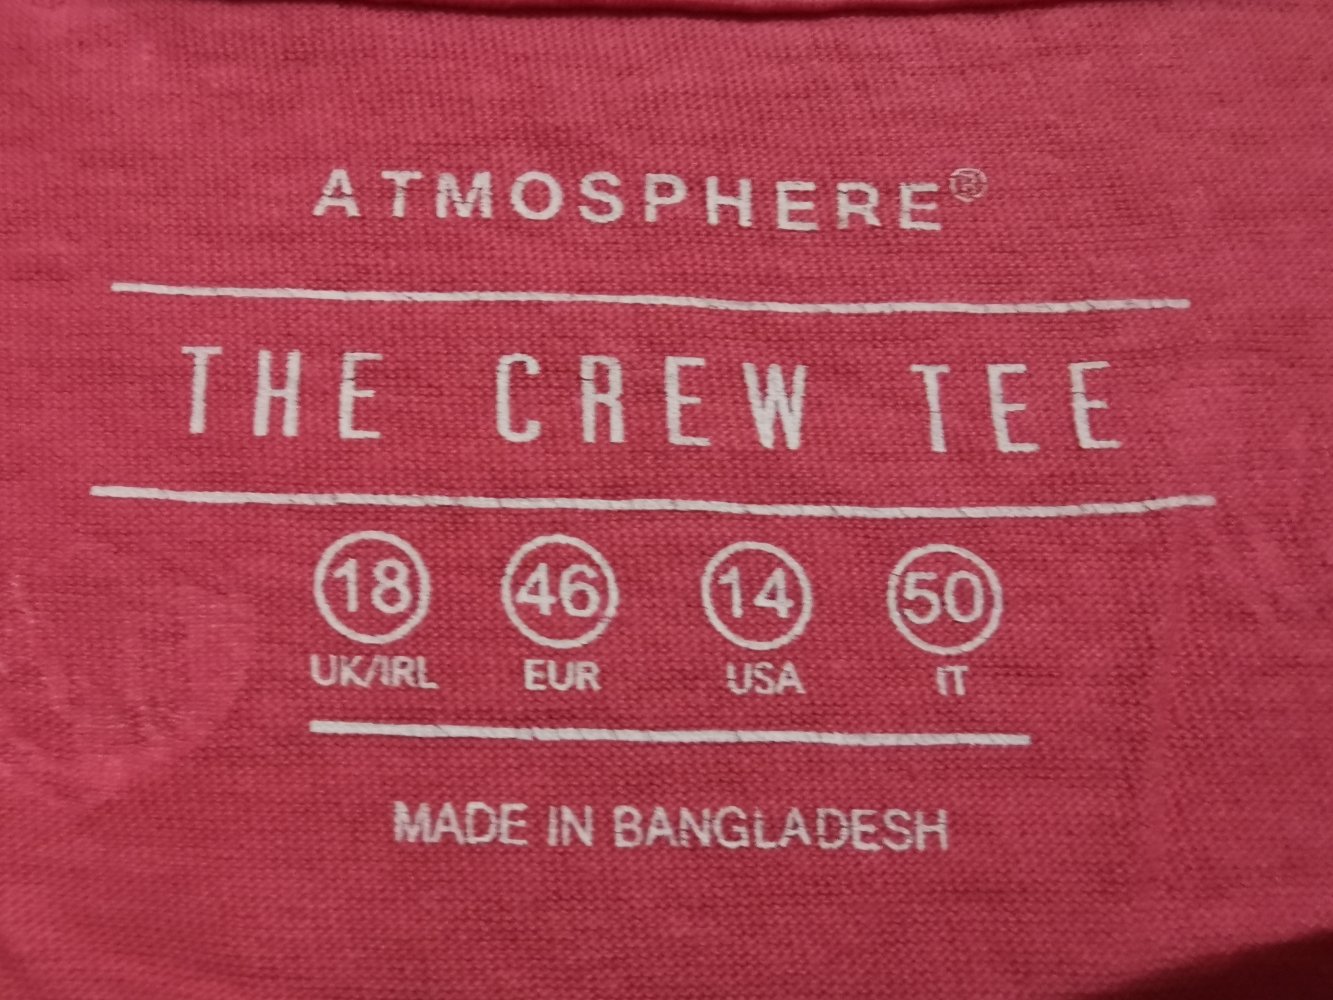 ATMOSPHERE®
THE CREW TEE
18 46 14 50
UK/IRL EUR USA IT
MADE IN BANGLADESH